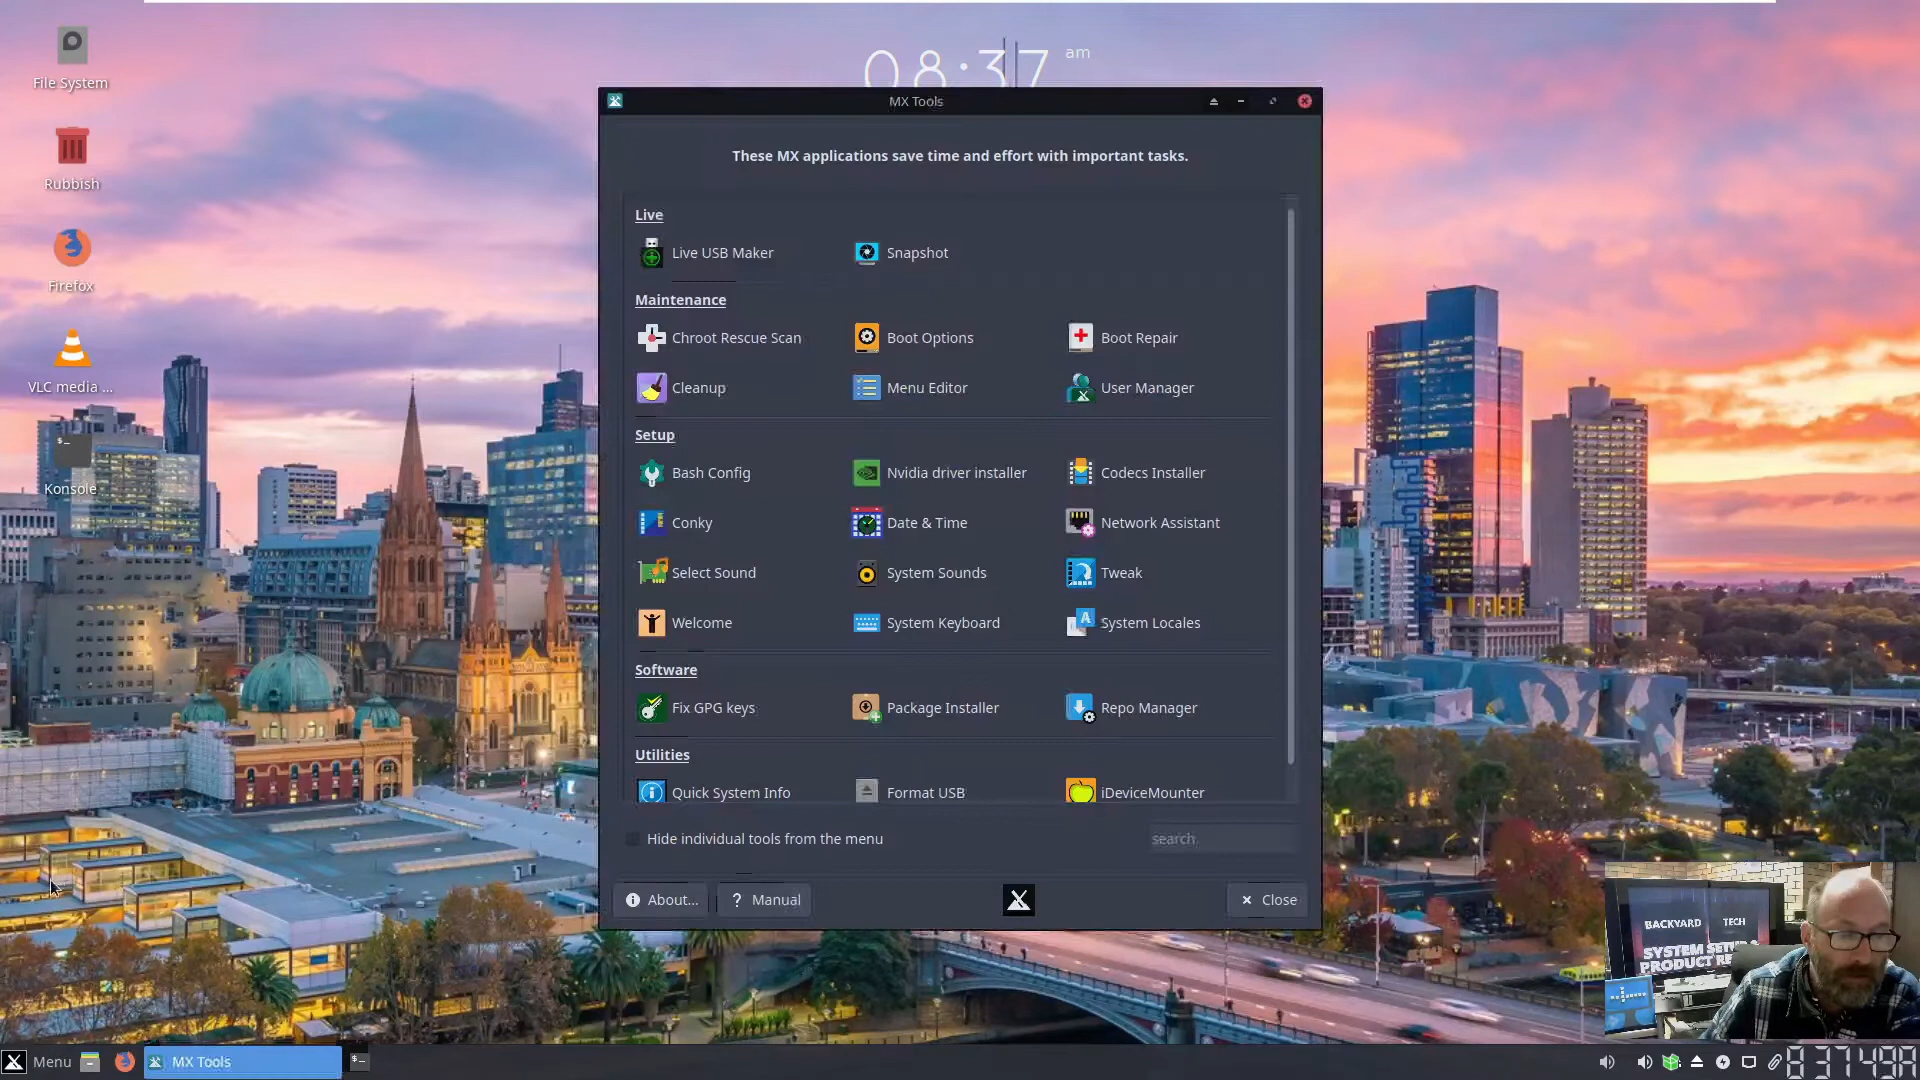 File System
Rubbish
Firefox
VLC media ...
Konsole
08:37 am
MX Tools
These MX applications save time and effort with important tasks.
Live
Live USB Maker
Snapshot
Maintenance
Chroot Rescue Scan
Boot Options
Boot Repair
Cleanup
Menu Editor
User Manager
Setup
Bash Config
Nvidia driver installer
Codecs Installer
Conky
Date & Time
Network Assistant
Select Sound
System Sounds
Tweak
Welcome
System Keyboard
System Locales
Software
Fix GPG keys
Package Installer
Repo Manager
Utilities
Quick System Info
Format USB
iDeviceMounter
Hide individual tools from the menu
search
About...
? Manual
Close
BACKYARD TECH
SYSTEM SETUP &
PRODUCT RE
Menu
MX Tools